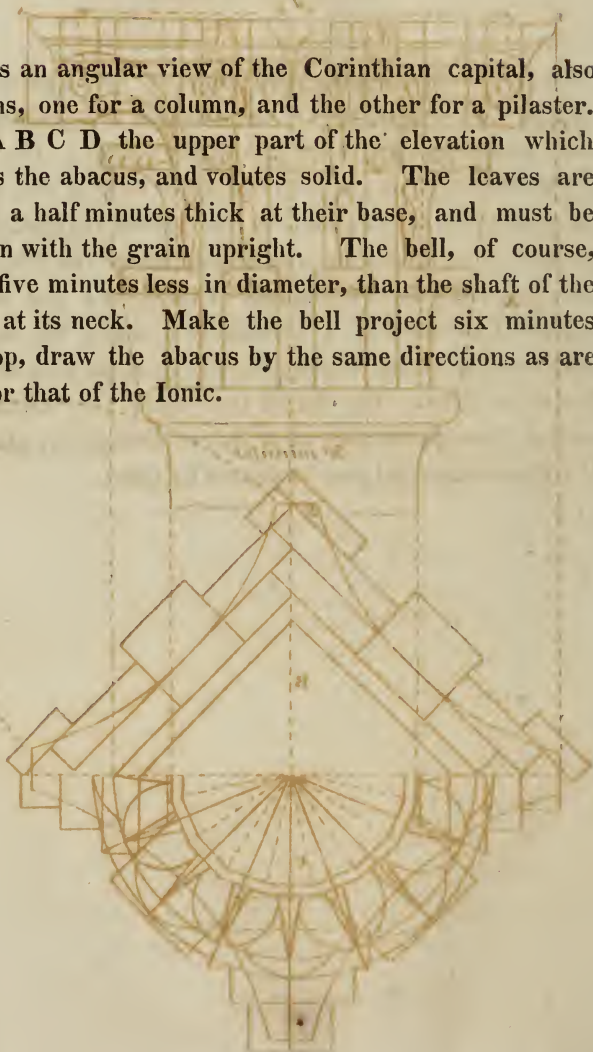 s an angular view of the Corinthian capital, also
ns, one for a column, and the other for a pilaster.
A B C D the upper part of the elevation which
s the abacus, and volutes solid. The leaves are
a half minutes thick at their base, and must be
n with the grain upright. The bell, of course,
five minutes less in diameter, than the shaft of the
at its neck. Make the bell project six minutes
op, draw the abacus by the same directions as are
or that of the Ionic.